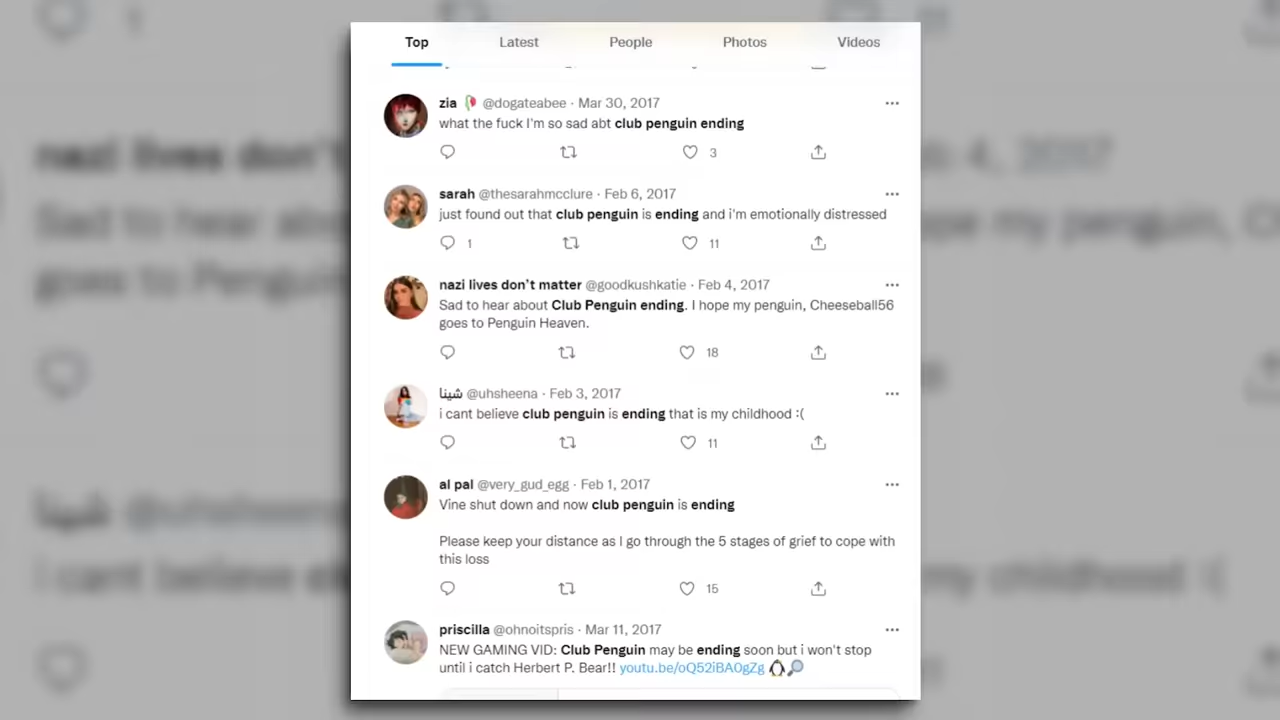 Top Latest People Photos Videos
zia @dogateabee · Mar 30, 2017
what the fuck I'm so sad abt club penguin ending
3
sarah @thesarahmcclure · Feb 6, 2017
just found out that club penguin is ending and i'm emotionally distressed
1 11
nazi lives don't matter @goodkushkatie · Feb 4, 2017
Sad to hear about Club Penguin ending. I hope my penguin, Cheeseball56
goes to Penguin Heaven.
18
شينا @uhsheena · Feb 3, 2017
i cant believe club penguin is ending that is my childhood :(
11
al pal @very_gud_egg · Feb 1, 2017
Vine shut down and now club penguin is ending
Please keep your distance as I go through the 5 stages of grief to cope with
this loss
15
priscilla @ohnoitspris · Mar 11, 2017
NEW GAMING VID: Club Penguin may be ending soon but i won't stop
until i catch Herbert P. Bear!! youtu.be/oQ52iBA0gZg